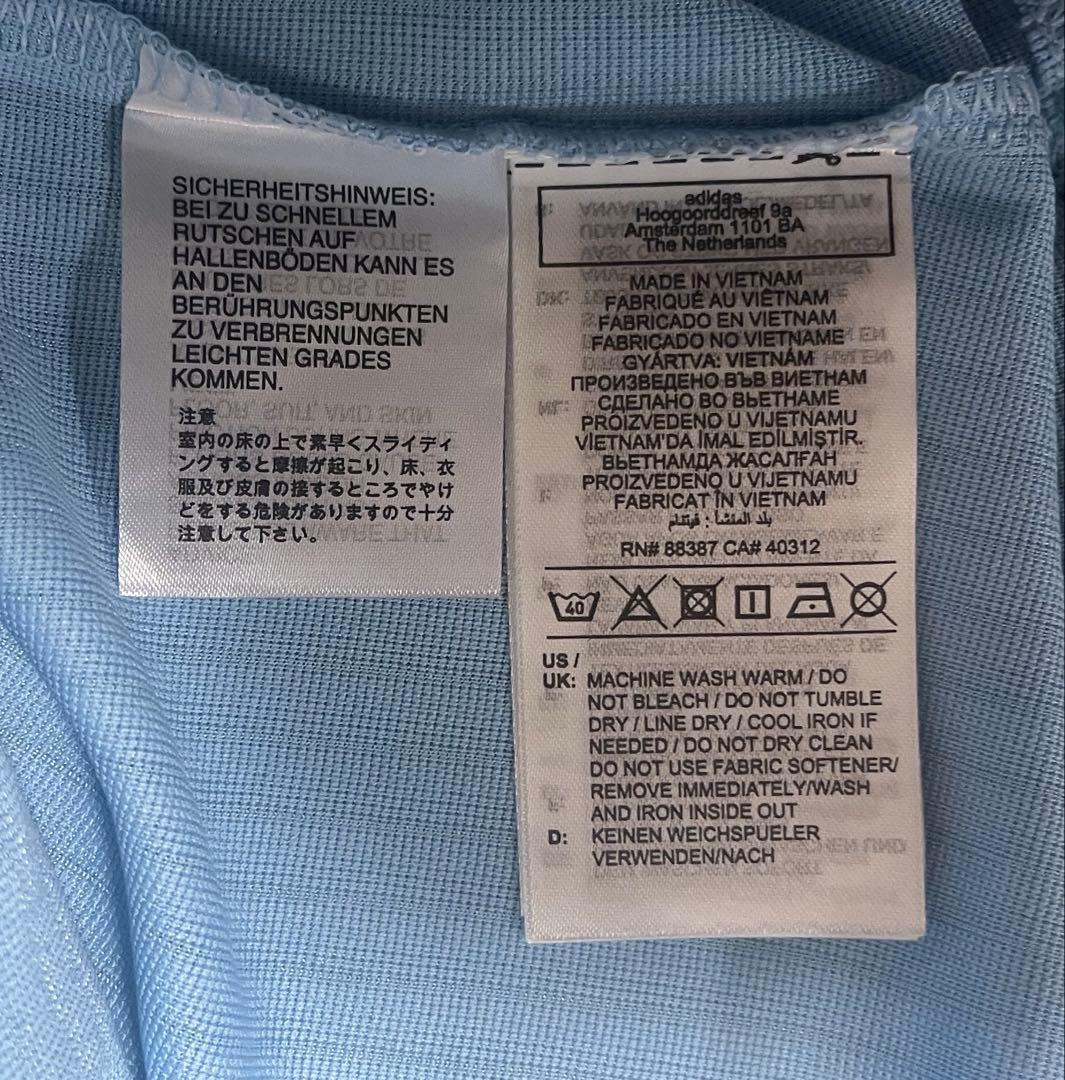 SICHERHEITSHINWEIS:
BEI ZU SCHNELLEM
RUTSCHEN AUF
HALLENBÖDEN KANN ES
AN DEN
BERÜHRUNGSPUNKTEN
ZU VERBRENNUNGEN
LEICHTEN GRADES
KOMMEN.
注意
室内の床の上で素早くスライディ
ングすると摩擦が起こり、床、衣
服及び皮膚の接するところでやけ
どをする危険がありますので十分
注意して下さい。
adidas
Hoogoorddreef 9a
Amsterdam 1101 BA
The Netherlands
MADE IN VIETNAM
FABRIQUÉ AU VIÊTNAM
FABRICADO EN VIETNAM
FABRICADO NO VIETNAME
GYÁRTVA: VIETNÁM
ПРОИЗВЕДЕНО ВЪВ ВИЕТНАМ
СДЕЛАНО ВО ВЬЕТНАМЕ
PROIZVEDENO U VIJETNAMU
VİETNAM'DA İMAL EDİLMİŞTİR.
ВЬЕТНАМДА ЖАСАЛҒАН
PROIZVEDENO U VIJETNAMU
FABRICAT ÎN VIETNAM
بلد المنشأ : فيتنام
RN# 88387 CA# 40312
40
US /
UK: MACHINE WASH WARM / DO
NOT BLEACH / DO NOT TUMBLE
DRY / LINE DRY / COOL IRON IF
NEEDED / DO NOT DRY CLEAN
DO NOT USE FABRIC SOFTENER/
REMOVE IMMEDIATELY/WASH
AND IRON INSIDE OUT
D: KEINEN WEICHSPUELER
VERWENDEN/NACH